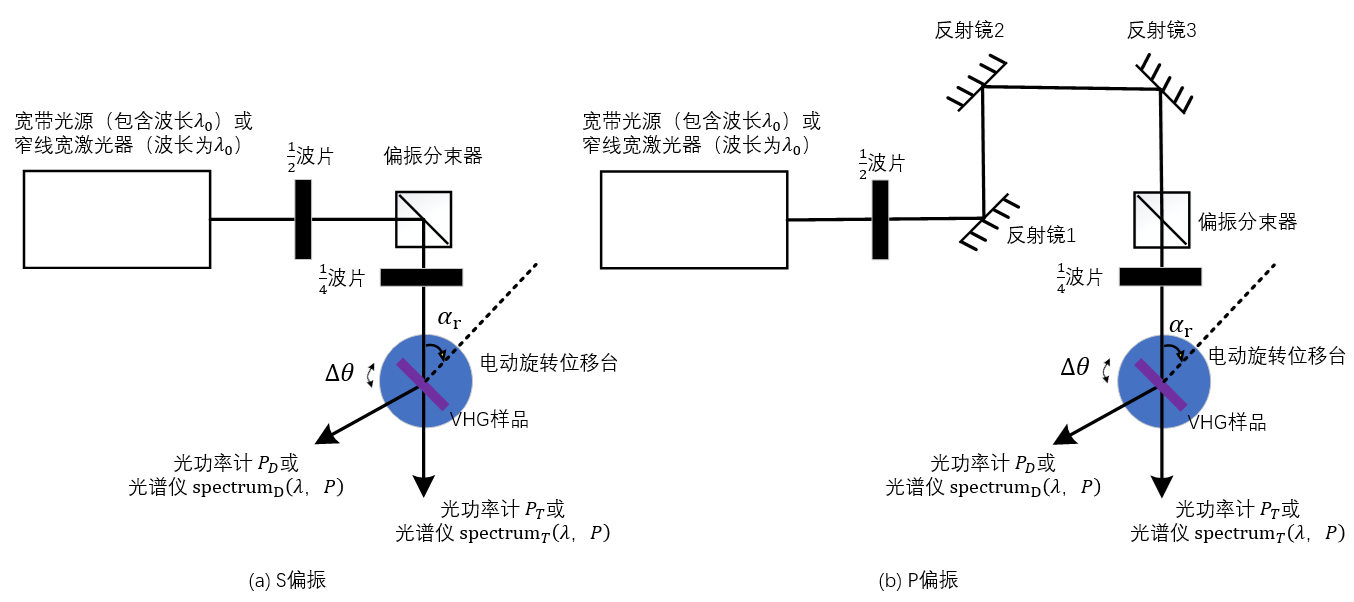 宽带光源（包含波长λ₀）或
窄线宽激光器（波长为λ₀）
1/2波片
偏振分束器
1/4波片
αr
电动旋转位移台
Δθ
VHG样品
光功率计 P_D或
光谱仪 spectrum_D(λ, P)
光功率计 P_T或
光谱仪 spectrum_T(λ, P)
(a) S偏振
反射镜2
反射镜3
宽带光源（包含波长λ₀）或
窄线宽激光器（波长为λ₀）
1/2波片
反射镜1
偏振分束器
1/4波片
αr
电动旋转位移台
Δθ
VHG样品
光功率计 P_D或
光谱仪 spectrum_D(λ, P)
光功率计 P_T或
光谱仪 spectrum_T(λ, P)
(b) P偏振